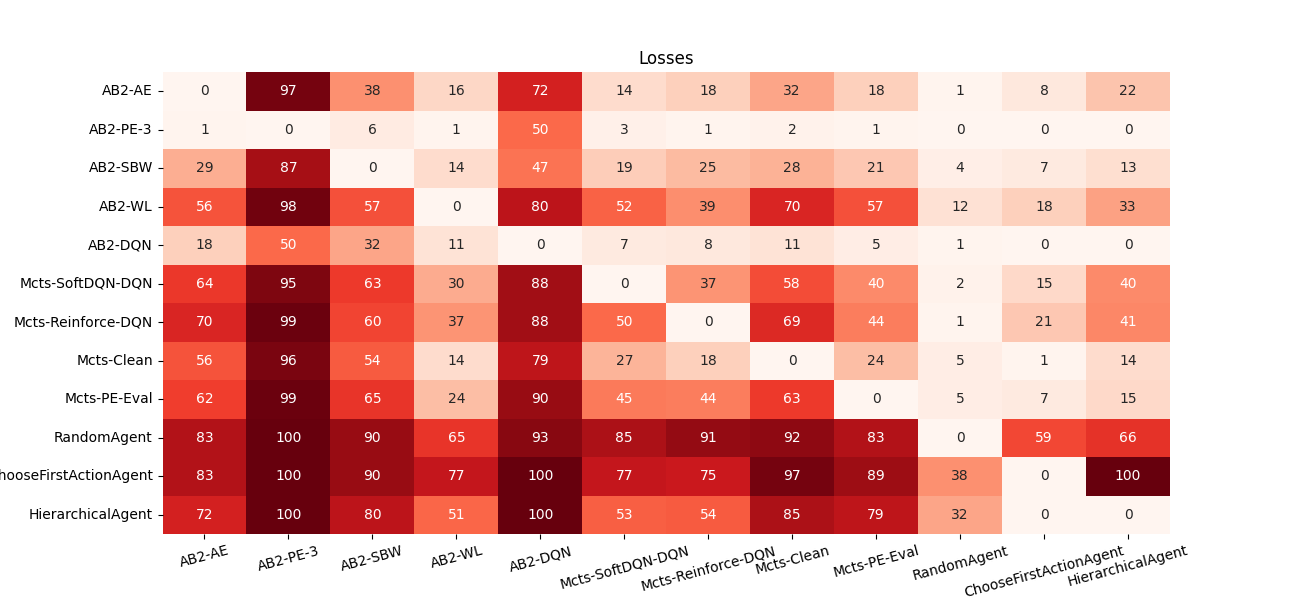 Losses
AB2-AE 0 97 38 16 72 14 18 32 18 1 8 22
AB2-PE-3 1 0 6 1 50 3 1 2 1 0 0 0
AB2-SBW 29 87 0 14 47 19 25 28 21 4 7 13
AB2-WL 56 98 57 0 80 52 39 70 57 12 18 33
AB2-DQN 18 50 32 11 0 7 8 11 5 1 0 0
Mcts-SoftDQN-DQN 64 95 63 30 88 0 37 58 40 2 15 40
Mcts-Reinforce-DQN 70 99 60 37 88 50 0 69 44 1 21 41
Mcts-Clean 56 96 54 14 79 27 18 0 24 5 1 14
Mcts-PE-Eval 62 99 65 24 90 45 44 63 0 5 7 15
RandomAgent 83 100 90 65 93 85 91 92 83 0 59 66
hooseFirstActionAgent 83 100 90 77 100 77 75 97 89 38 0 100
HierarchicalAgent 72 100 80 51 100 53 54 85 79 32 0 0
AB2-AE AB2-PE-3 AB2-SBW AB2-WL AB2-DQN Mcts-SoftDQN-DQN Mcts-Reinforce-DQN Mcts-Clean Mcts-PE-Eval RandomAgent ChooseFirstActionAgent HierarchicalAgent